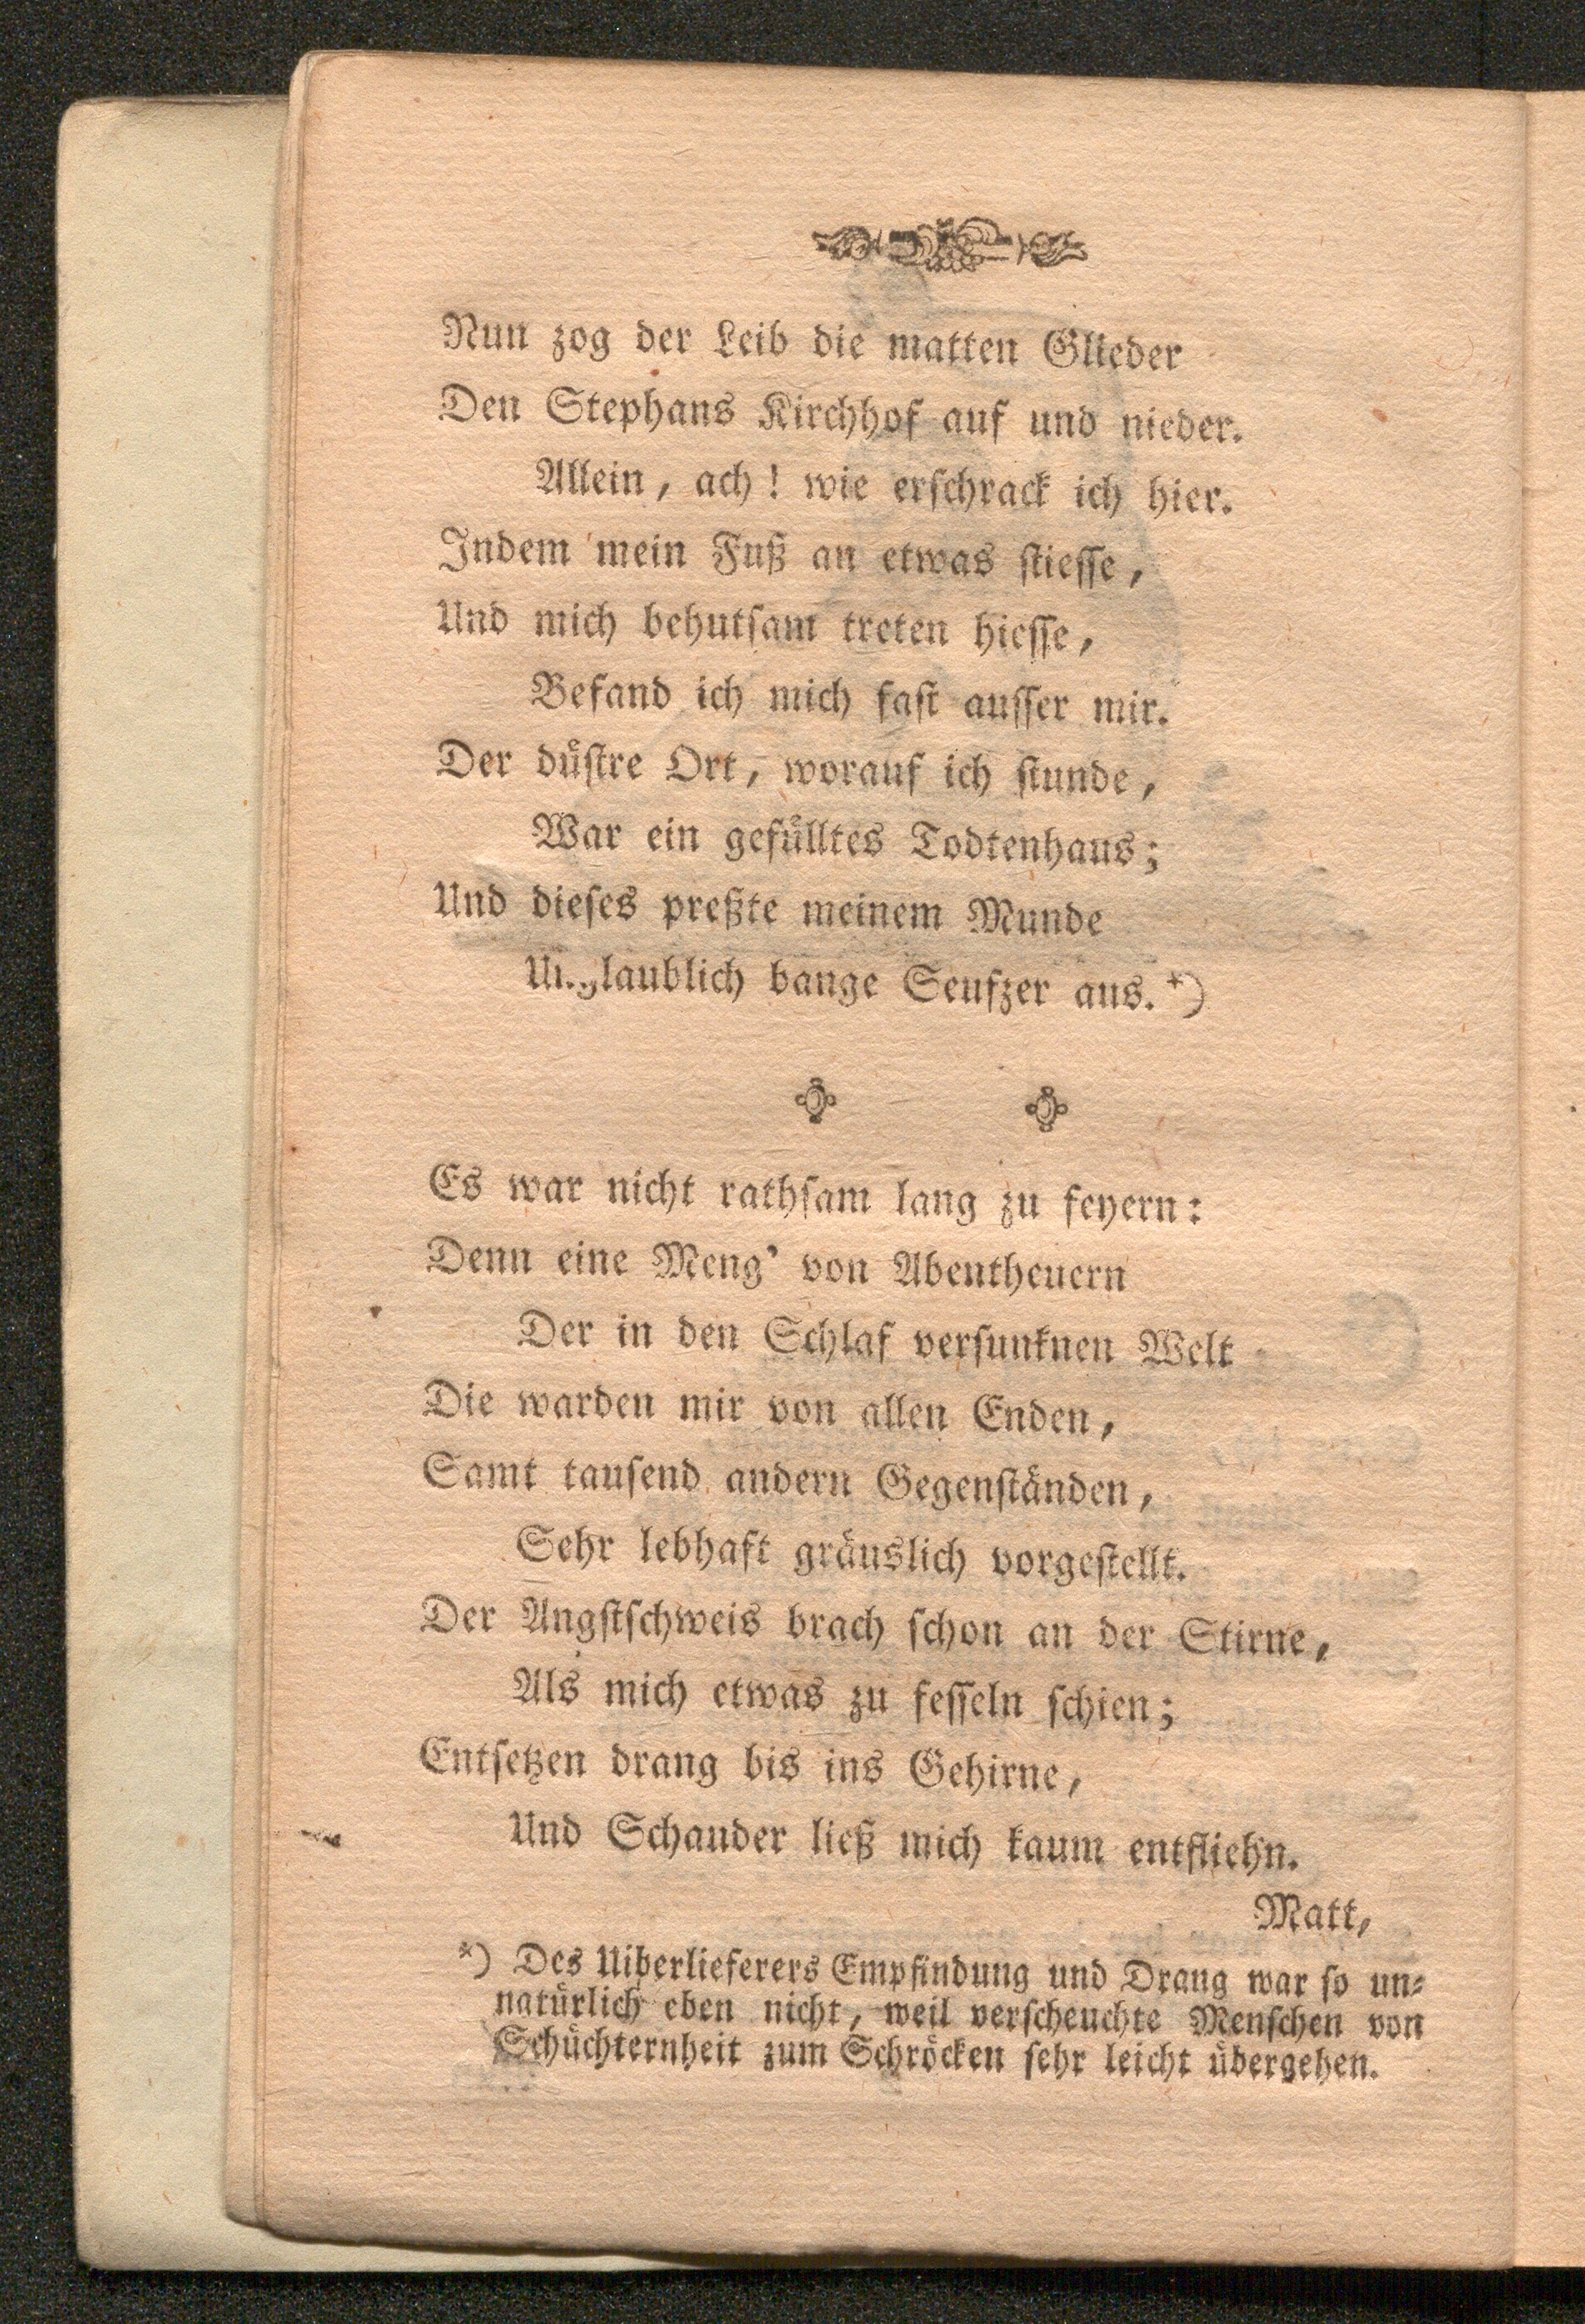 Nun zog der Leib die matten Glieder
Den Stephans Kirchhof auf und nieder.
Allein, ach! wie erschrack ich hier.
Indem mein Fuß an etwas stiesse,
Und mich behutsam treten hiesse,
Befand ich mich fast ausser mir.
Der düstre Ort, worauf ich stunde,
War ein gefülltes Todtenhaus;
Und dieses preßte meinem Munde
Unglaublich bange Seufzer aus. *)
Es war nicht rathsam lang zu feyern:
Denn eine Meng' von Abentheuern
Der in den Schlaf versunknen Welt
Die warden mir von allen Enden,
Samt tausend andern Gegenständen,
Sehr lebhaft gräuslich vorgestellt.
Der Angstschweis brach schon an der Stirne,
Als mich etwas zu fesseln schien;
Entsetzen drang bis ins Gehirne,
Und Schauder ließ mich kaum entfliehn.
Matt,
*) Des Uiberlieferers Empfindung und Drang war so un-
natürlich eben nicht, weil verscheuchte Menschen von
Schüchternheit zum Schröcken sehr leicht übergehen.